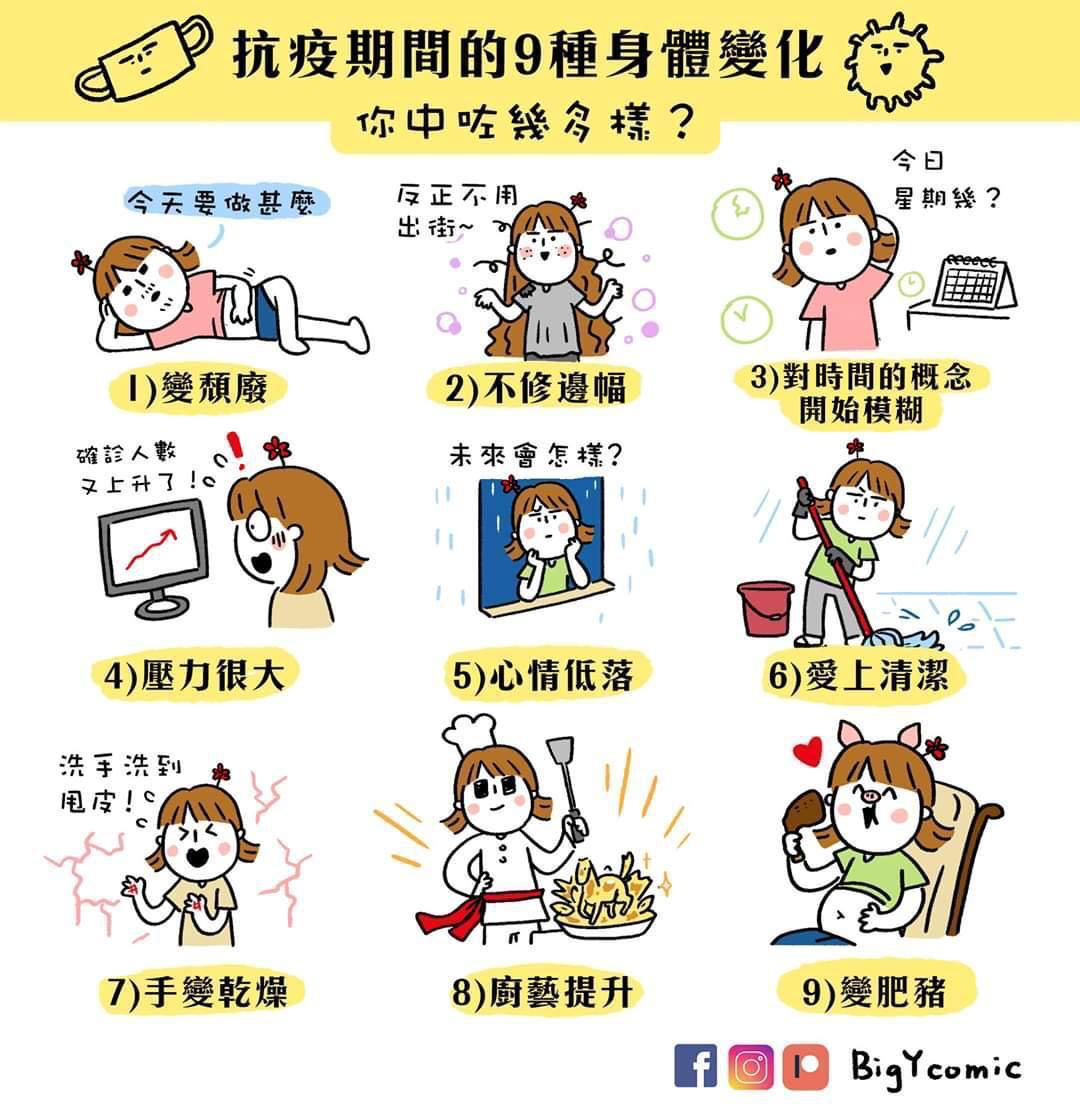 抗疫期間的9種身體變化
你中咗幾多樣？
今天要做甚麼
1)變頹廢
反正不用
出街~
2)不修邊幅
今日
星期幾？
3)對時間的概念
開始模糊
確診人數
又上升了！
4)壓力很大
未來會怎樣？
5)心情低落
6)愛上清潔
洗手洗到
甩皮！
7)手變乾燥
8)廚藝提升
9)變肥豬
BigYcomic